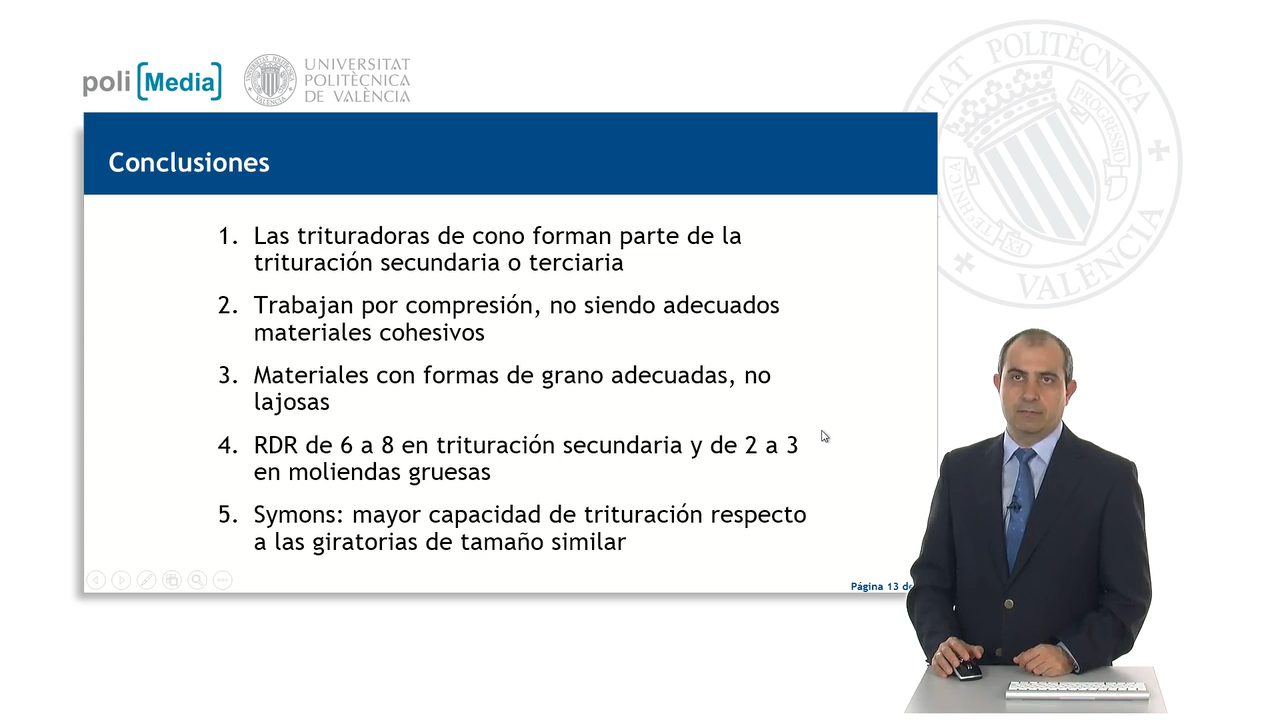 poli [Media]
UNIVERSITAT
POLITÈCNICA
DE VALÈNCIA
POLITÈCNICA
VALÈNCIA
PROGRESSIO
Conclusiones
1. Las trituradoras de cono forman parte de la
trituración secundaria o terciaria
2. Trabajan por compresión, no siendo adecuados
materiales cohesivos
3. Materiales con formas de grano adecuadas, no
lajosas
4. RDR de 6 a 8 en trituración secundaria y de 2 a 3
en moliendas gruesas
5. Symons: mayor capacidad de trituración respecto
a las giratorias de tamaño similar
Página 13